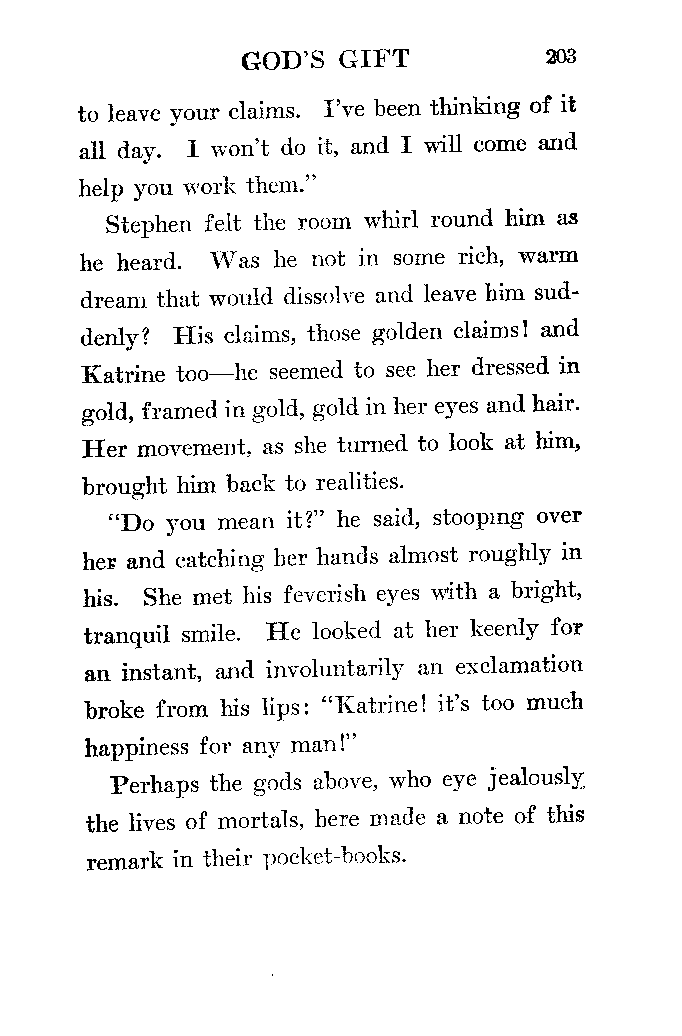 GOD'S GIFT 203
to leave your claims. I've been thinking of it
all day. I won't do it, and I will come and
help you work them."
Stephen felt the room whirl round him as
he heard. Was he not in some rich, warm
dream that would dissolve and leave him sud-
denly? His claims, those golden claims! and
Katrine too—he seemed to see her dressed in
gold, framed in gold, gold in her eyes and hair.
Her movement, as she turned to look at him,
brought him back to realities.
"Do you mean it?" he said, stooping over
her and catching her hands almost roughly in
his. She met his feverish eyes with a bright,
tranquil smile. He looked at her keenly for
an instant, and involuntarily an exclamation
broke from his lips: "Katrine! it's too much
happiness for any man!"
Perhaps the gods above, who eye jealously
the lives of mortals, here made a note of this
remark in their pocket-books.